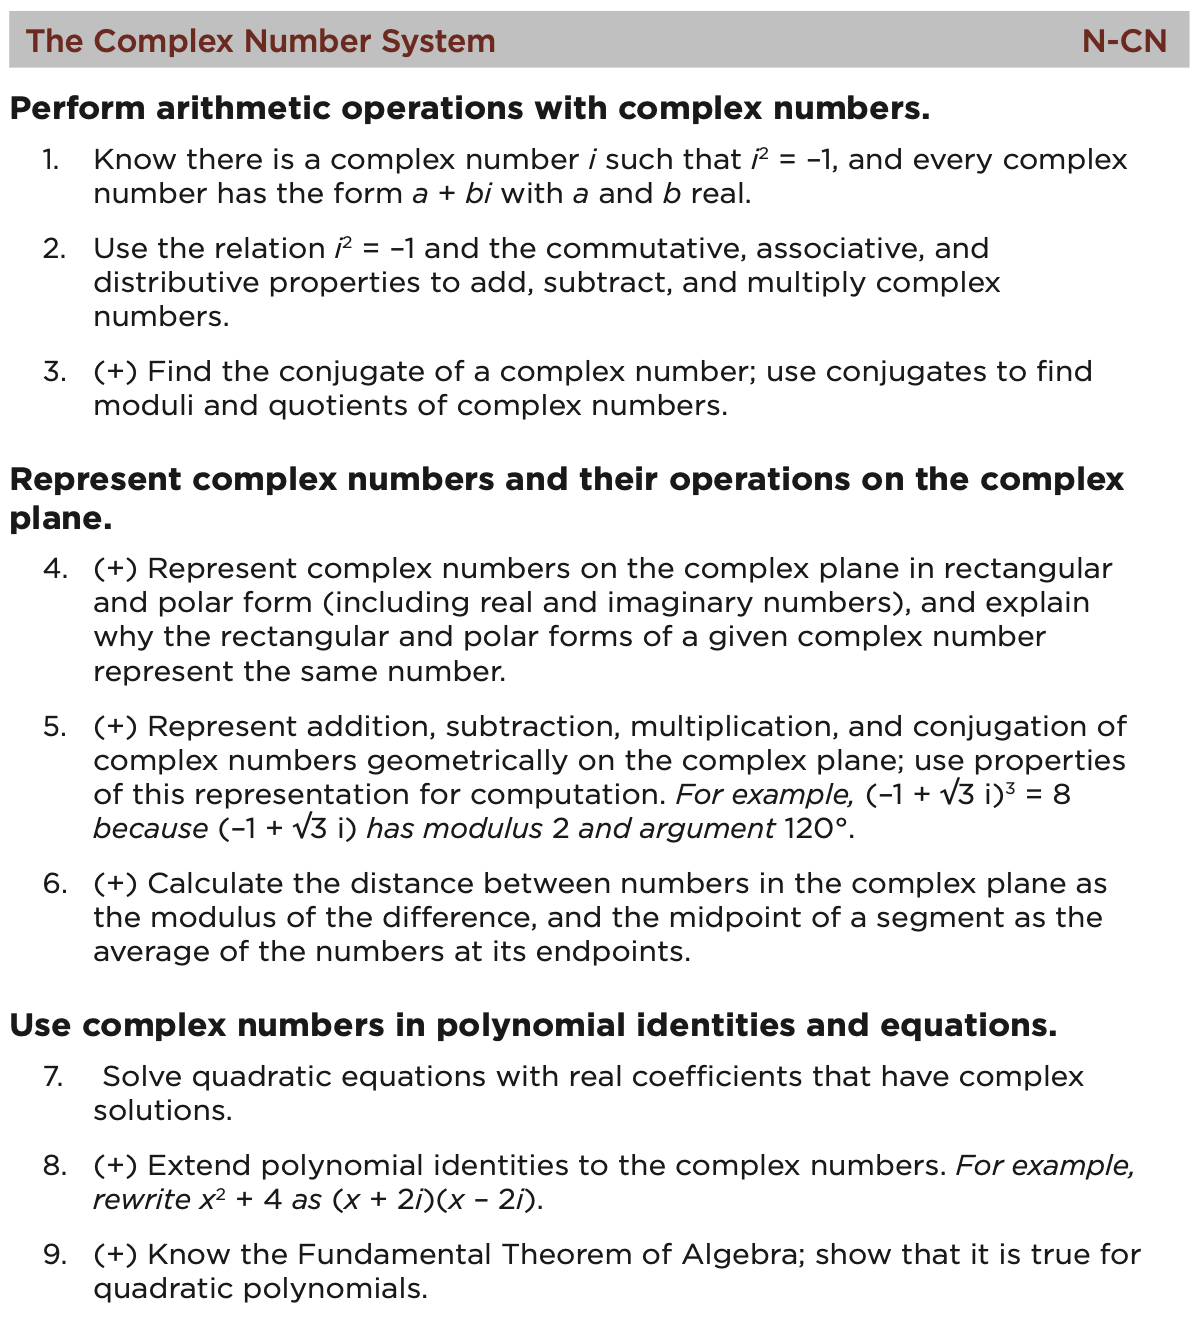 The Complex Number System N-CN
Perform arithmetic operations with complex numbers.
1. Know there is a complex number i such that i² = –1, and every complex
number has the form a + bi with a and b real.
2. Use the relation i² = –1 and the commutative, associative, and
distributive properties to add, subtract, and multiply complex
numbers.
3. (+) Find the conjugate of a complex number; use conjugates to find
moduli and quotients of complex numbers.
Represent complex numbers and their operations on the complex
plane.
4. (+) Represent complex numbers on the complex plane in rectangular
and polar form (including real and imaginary numbers), and explain
why the rectangular and polar forms of a given complex number
represent the same number.
5. (+) Represent addition, subtraction, multiplication, and conjugation of
complex numbers geometrically on the complex plane; use properties
of this representation for computation. For example, (–1 + √3 i)³ = 8
because (–1 + √3 i) has modulus 2 and argument 120°.
6. (+) Calculate the distance between numbers in the complex plane as
the modulus of the difference, and the midpoint of a segment as the
average of the numbers at its endpoints.
Use complex numbers in polynomial identities and equations.
7. Solve quadratic equations with real coefficients that have complex
solutions.
8. (+) Extend polynomial identities to the complex numbers. For example,
rewrite x² + 4 as (x + 2i)(x – 2i).
9. (+) Know the Fundamental Theorem of Algebra; show that it is true for
quadratic polynomials.